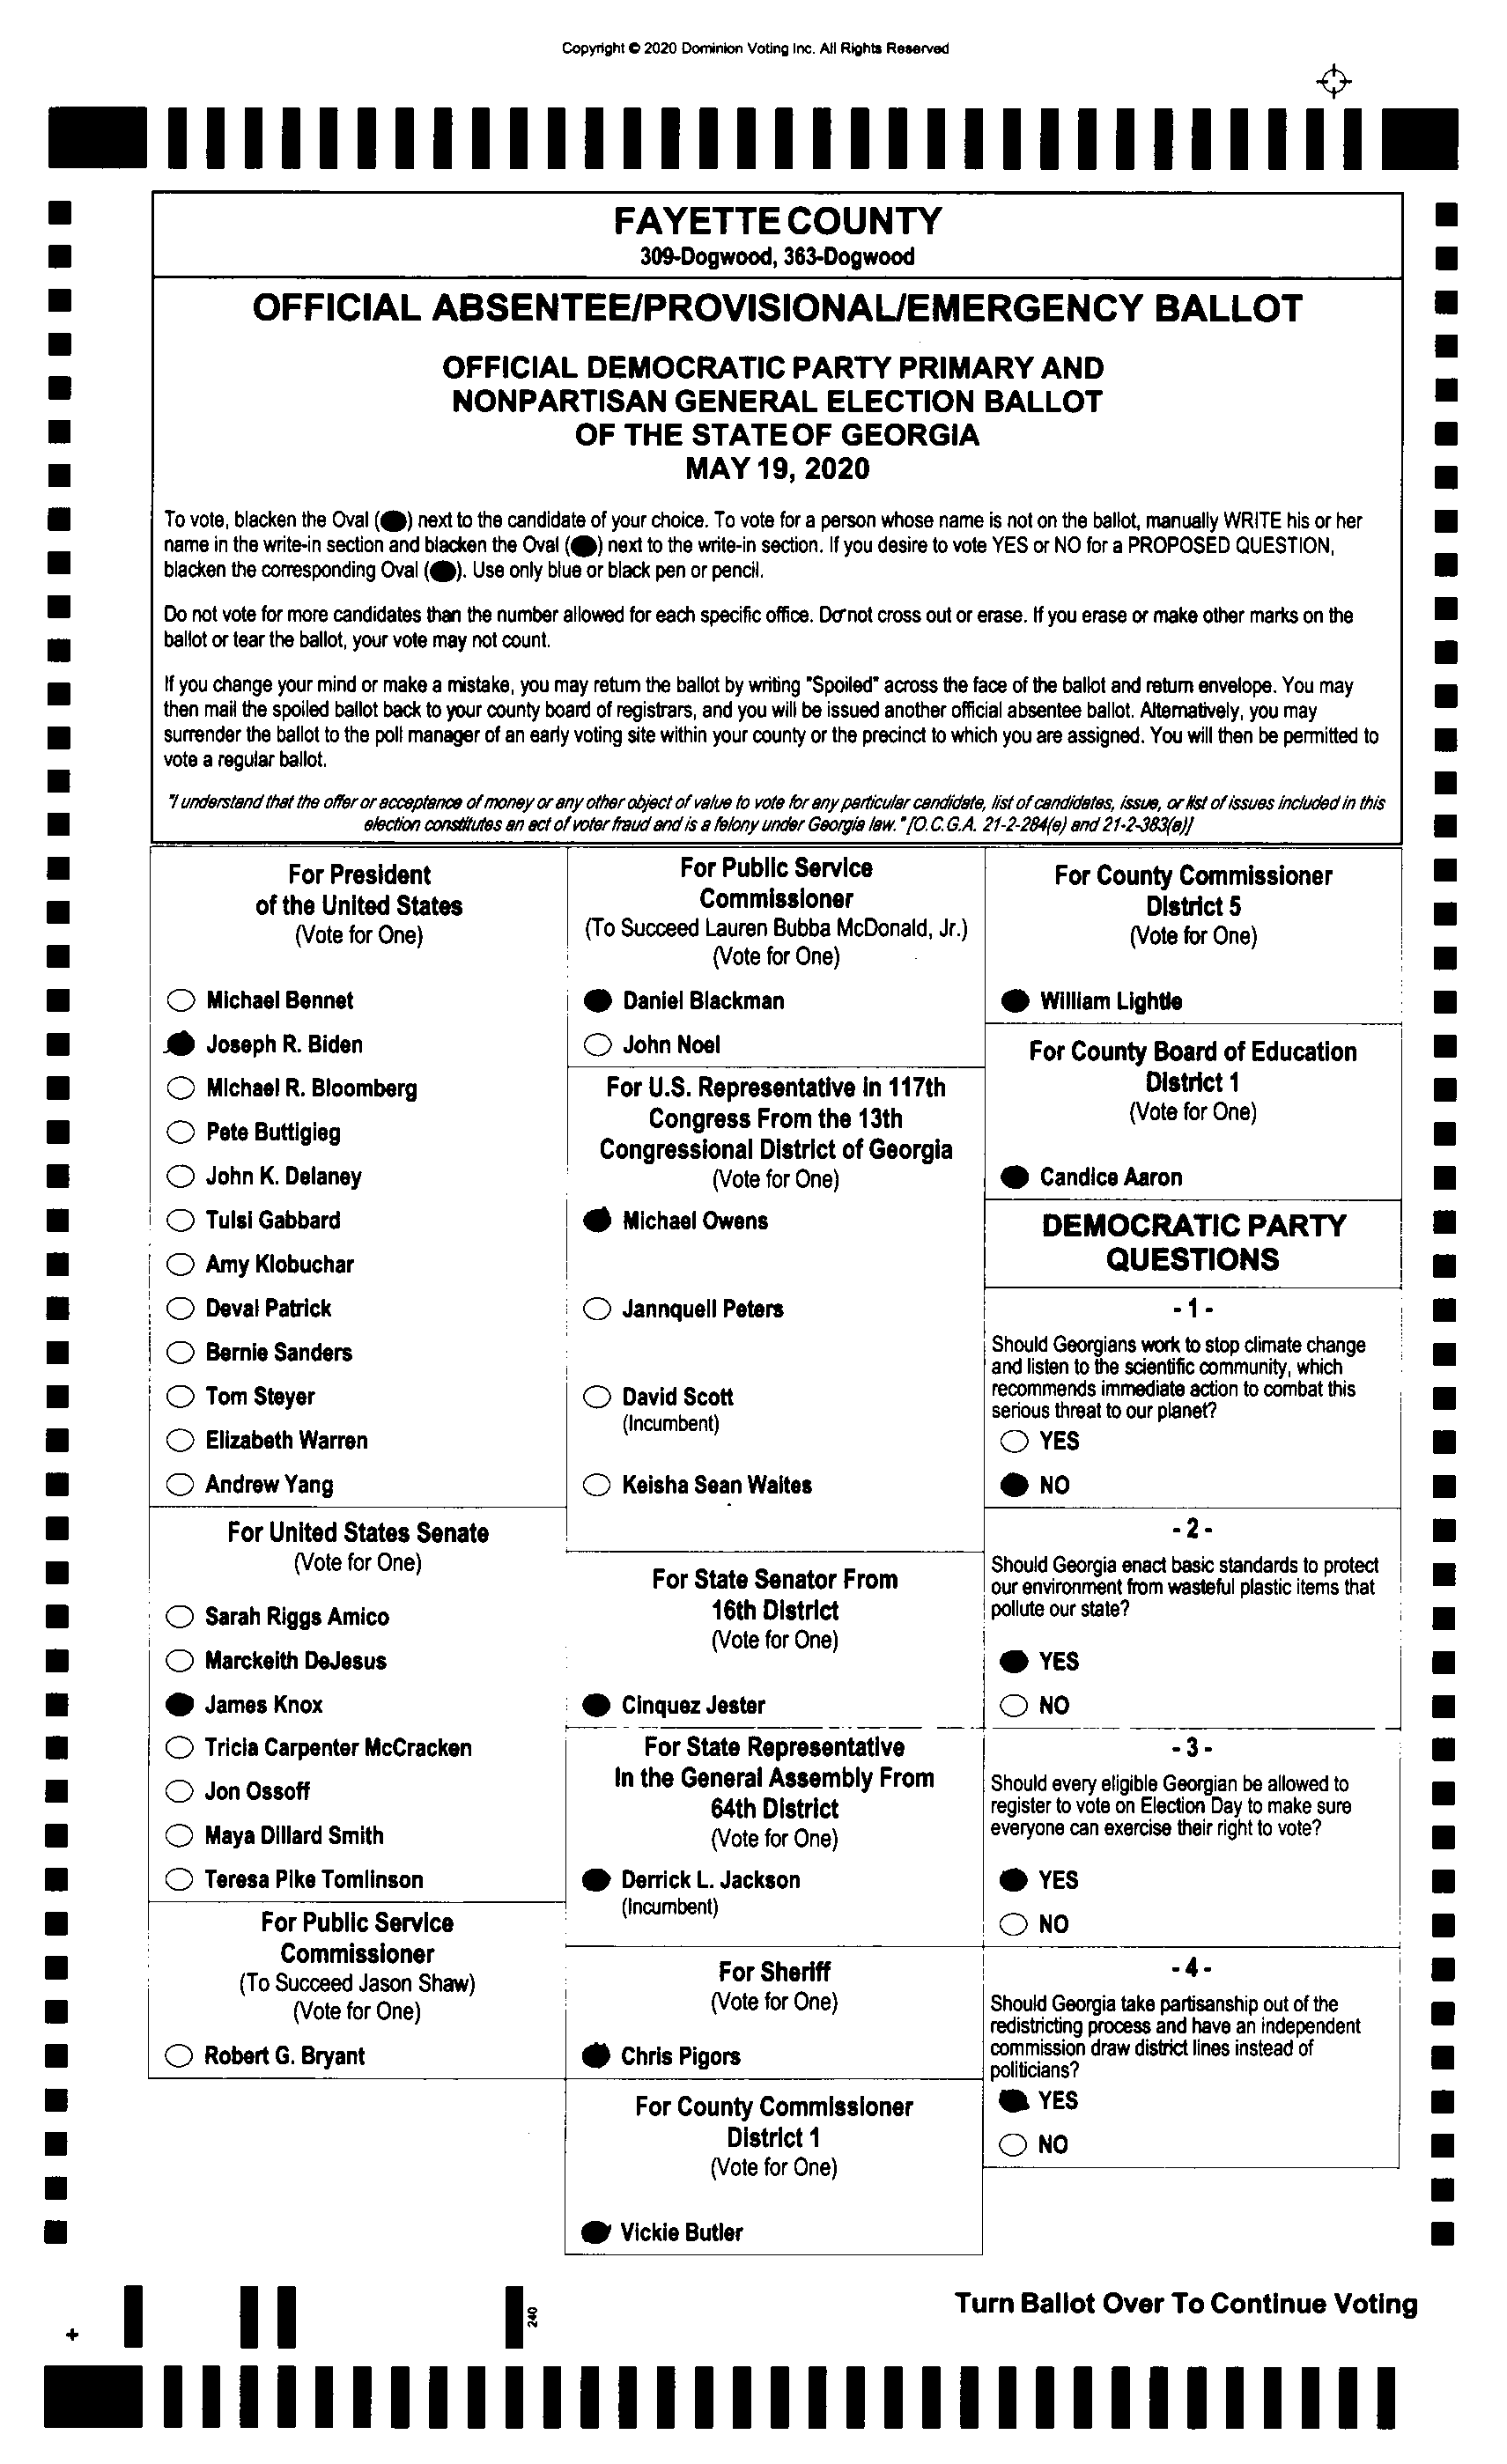 Copyright © 2020 Dominion Voting Inc. All Rights Reserved
FAYETTE COUNTY
309-Dogwood, 363-Dogwood
OFFICIAL ABSENTEE/PROVISIONAL/EMERGENCY BALLOT
OFFICIAL DEMOCRATIC PARTY PRIMARY AND
NONPARTISAN GENERAL ELECTION BALLOT
OF THE STATE OF GEORGIA
MAY 19, 2020
To vote, blacken the Oval (●) next to the candidate of your choice. To vote for a person whose name is not on the ballot, manually WRITE his or her
name in the write-in section and blacken the Oval (●) next to the write-in section. If you desire to vote YES or NO for a PROPOSED QUESTION,
blacken the corresponding Oval (●). Use only blue or black pen or pencil.
Do not vote for more candidates than the number allowed for each specific office. Do not cross out or erase. If you erase or make other marks on the
ballot or tear the ballot, your vote may not count.
If you change your mind or make a mistake, you may return the ballot by writing "Spoiled" across the face of the ballot and return envelope. You may
then mail the spoiled ballot back to your county board of registrars, and you will be issued another official absentee ballot. Alternatively, you may
surrender the ballot to the poll manager of an early voting site within your county or the precinct to which you are assigned. You will then be permitted to
vote a regular ballot.
"I understand that the offer or acceptance of money or any other object of value to vote for any particular candidate, list of candidates, issue, or list of issues included in this
election constitutes an act of voter fraud and is a felony under Georgia law." [O.C.G.A. 21-2-284(e) and 21-2-383(a)]
For President
of the United States
(Vote for One)
Michael Bennet
Joseph R. Biden
Michael R. Bloomberg
Pete Buttigieg
John K. Delaney
Tulsi Gabbard
Amy Klobuchar
Deval Patrick
Bernie Sanders
Tom Steyer
Elizabeth Warren
Andrew Yang
For United States Senate
(Vote for One)
Sarah Riggs Amico
Marckeith DeJesus
James Knox
Tricia Carpenter McCracken
Jon Ossoff
Maya Dillard Smith
Teresa Pike Tomlinson
For Public Service
Commissioner
(To Succeed Jason Shaw)
(Vote for One)
Robert G. Bryant
For Public Service
Commissioner
(To Succeed Lauren Bubba McDonald, Jr.)
(Vote for One)
Daniel Blackman
John Noel
For U.S. Representative in 117th
Congress From the 13th
Congressional District of Georgia
(Vote for One)
Michael Owens
Jannquell Peters
David Scott
(Incumbent)
Keisha Sean Waites
For State Senator From
16th District
(Vote for One)
Cinquez Jester
For State Representative
In the General Assembly From
64th District
(Vote for One)
Derrick L. Jackson
(Incumbent)
For Sheriff
(Vote for One)
Chris Pigors
For County Commissioner
District 1
(Vote for One)
Vickie Butler
For County Commissioner
District 5
(Vote for One)
William Lightle
For County Board of Education
District 1
(Vote for One)
Candice Aaron
DEMOCRATIC PARTY
QUESTIONS
- 1 -
Should Georgians work to stop climate change
and listen to the scientific community, which
recommends immediate action to combat this
serious threat to our planet?
YES
NO
- 2 -
Should Georgia enact basic standards to protect
our environment from wasteful plastic items that
pollute our state?
YES
NO
- 3 -
Should every eligible Georgian be allowed to
register to vote on Election Day to make sure
everyone can exercise their right to vote?
YES
NO
- 4 -
Should Georgia take partisanship out of the
redistricting process and have an independent
commission draw district lines instead of
politicians?
YES
NO
Turn Ballot Over To Continue Voting
240